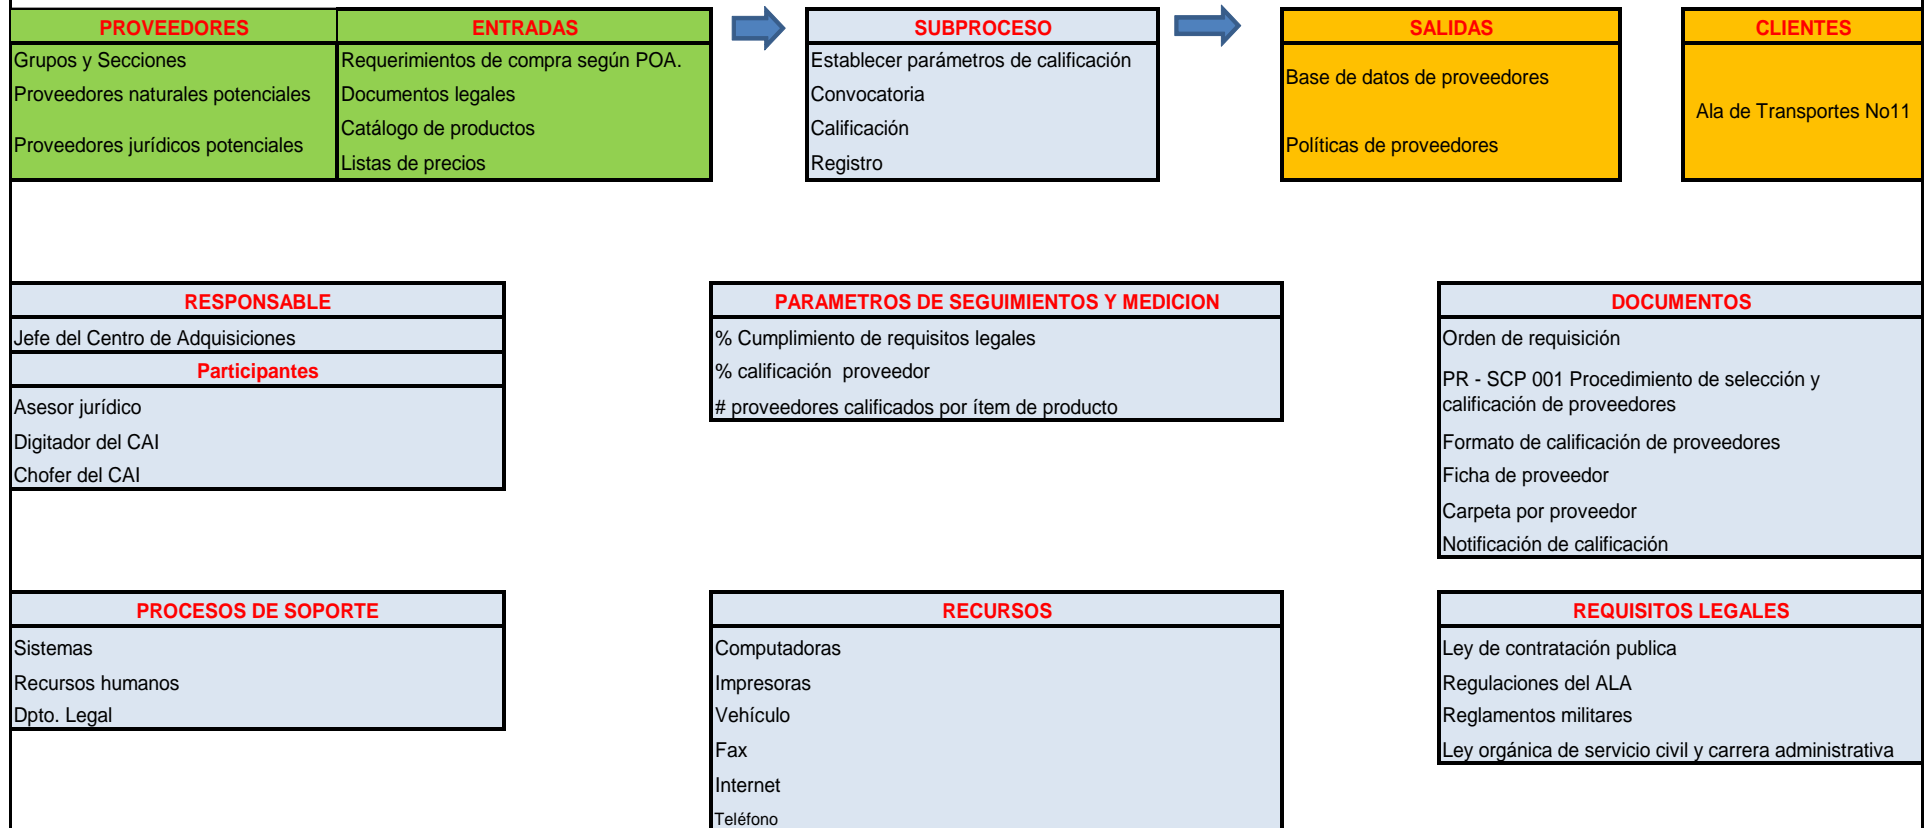 PROVEEDORES
Grupos y Secciones
Proveedores naturales potenciales
Proveedores jurídicos potenciales
ENTRADAS
Requerimientos de compra según POA.
Documentos legales
Catálogo de productos
Listas de precios
SUBPROCESO
Establecer parámetros de calificación
Convocatoria
Calificación
Registro
SALIDAS
Base de datos de proveedores
Políticas de proveedores
CLIENTES
Ala de Transportes No11
RESPONSABLE
Jefe del Centro de Adquisiciones
Participantes
Asesor jurídico
Digitador del CAI
Chofer del CAI
PARAMETROS DE SEGUIMIENTOS Y MEDICION
% Cumplimiento de requisitos legales
% calificación  proveedor
# proveedores calificados por ítem de producto
DOCUMENTOS
Orden de requisición
PR - SCP 001 Procedimiento de selección y
calificación de proveedores
Formato de calificación de proveedores
Ficha de proveedor
Carpeta por proveedor
Notificación de calificación
PROCESOS DE SOPORTE
Sistemas
Recursos humanos
Dpto. Legal
RECURSOS
Computadoras
Impresoras
Vehículo
Fax
Internet
Teléfono
REQUISITOS LEGALES
Ley de contratación publica
Regulaciones del ALA
Reglamentos militares
Ley orgánica de servicio civil y carrera administrativa